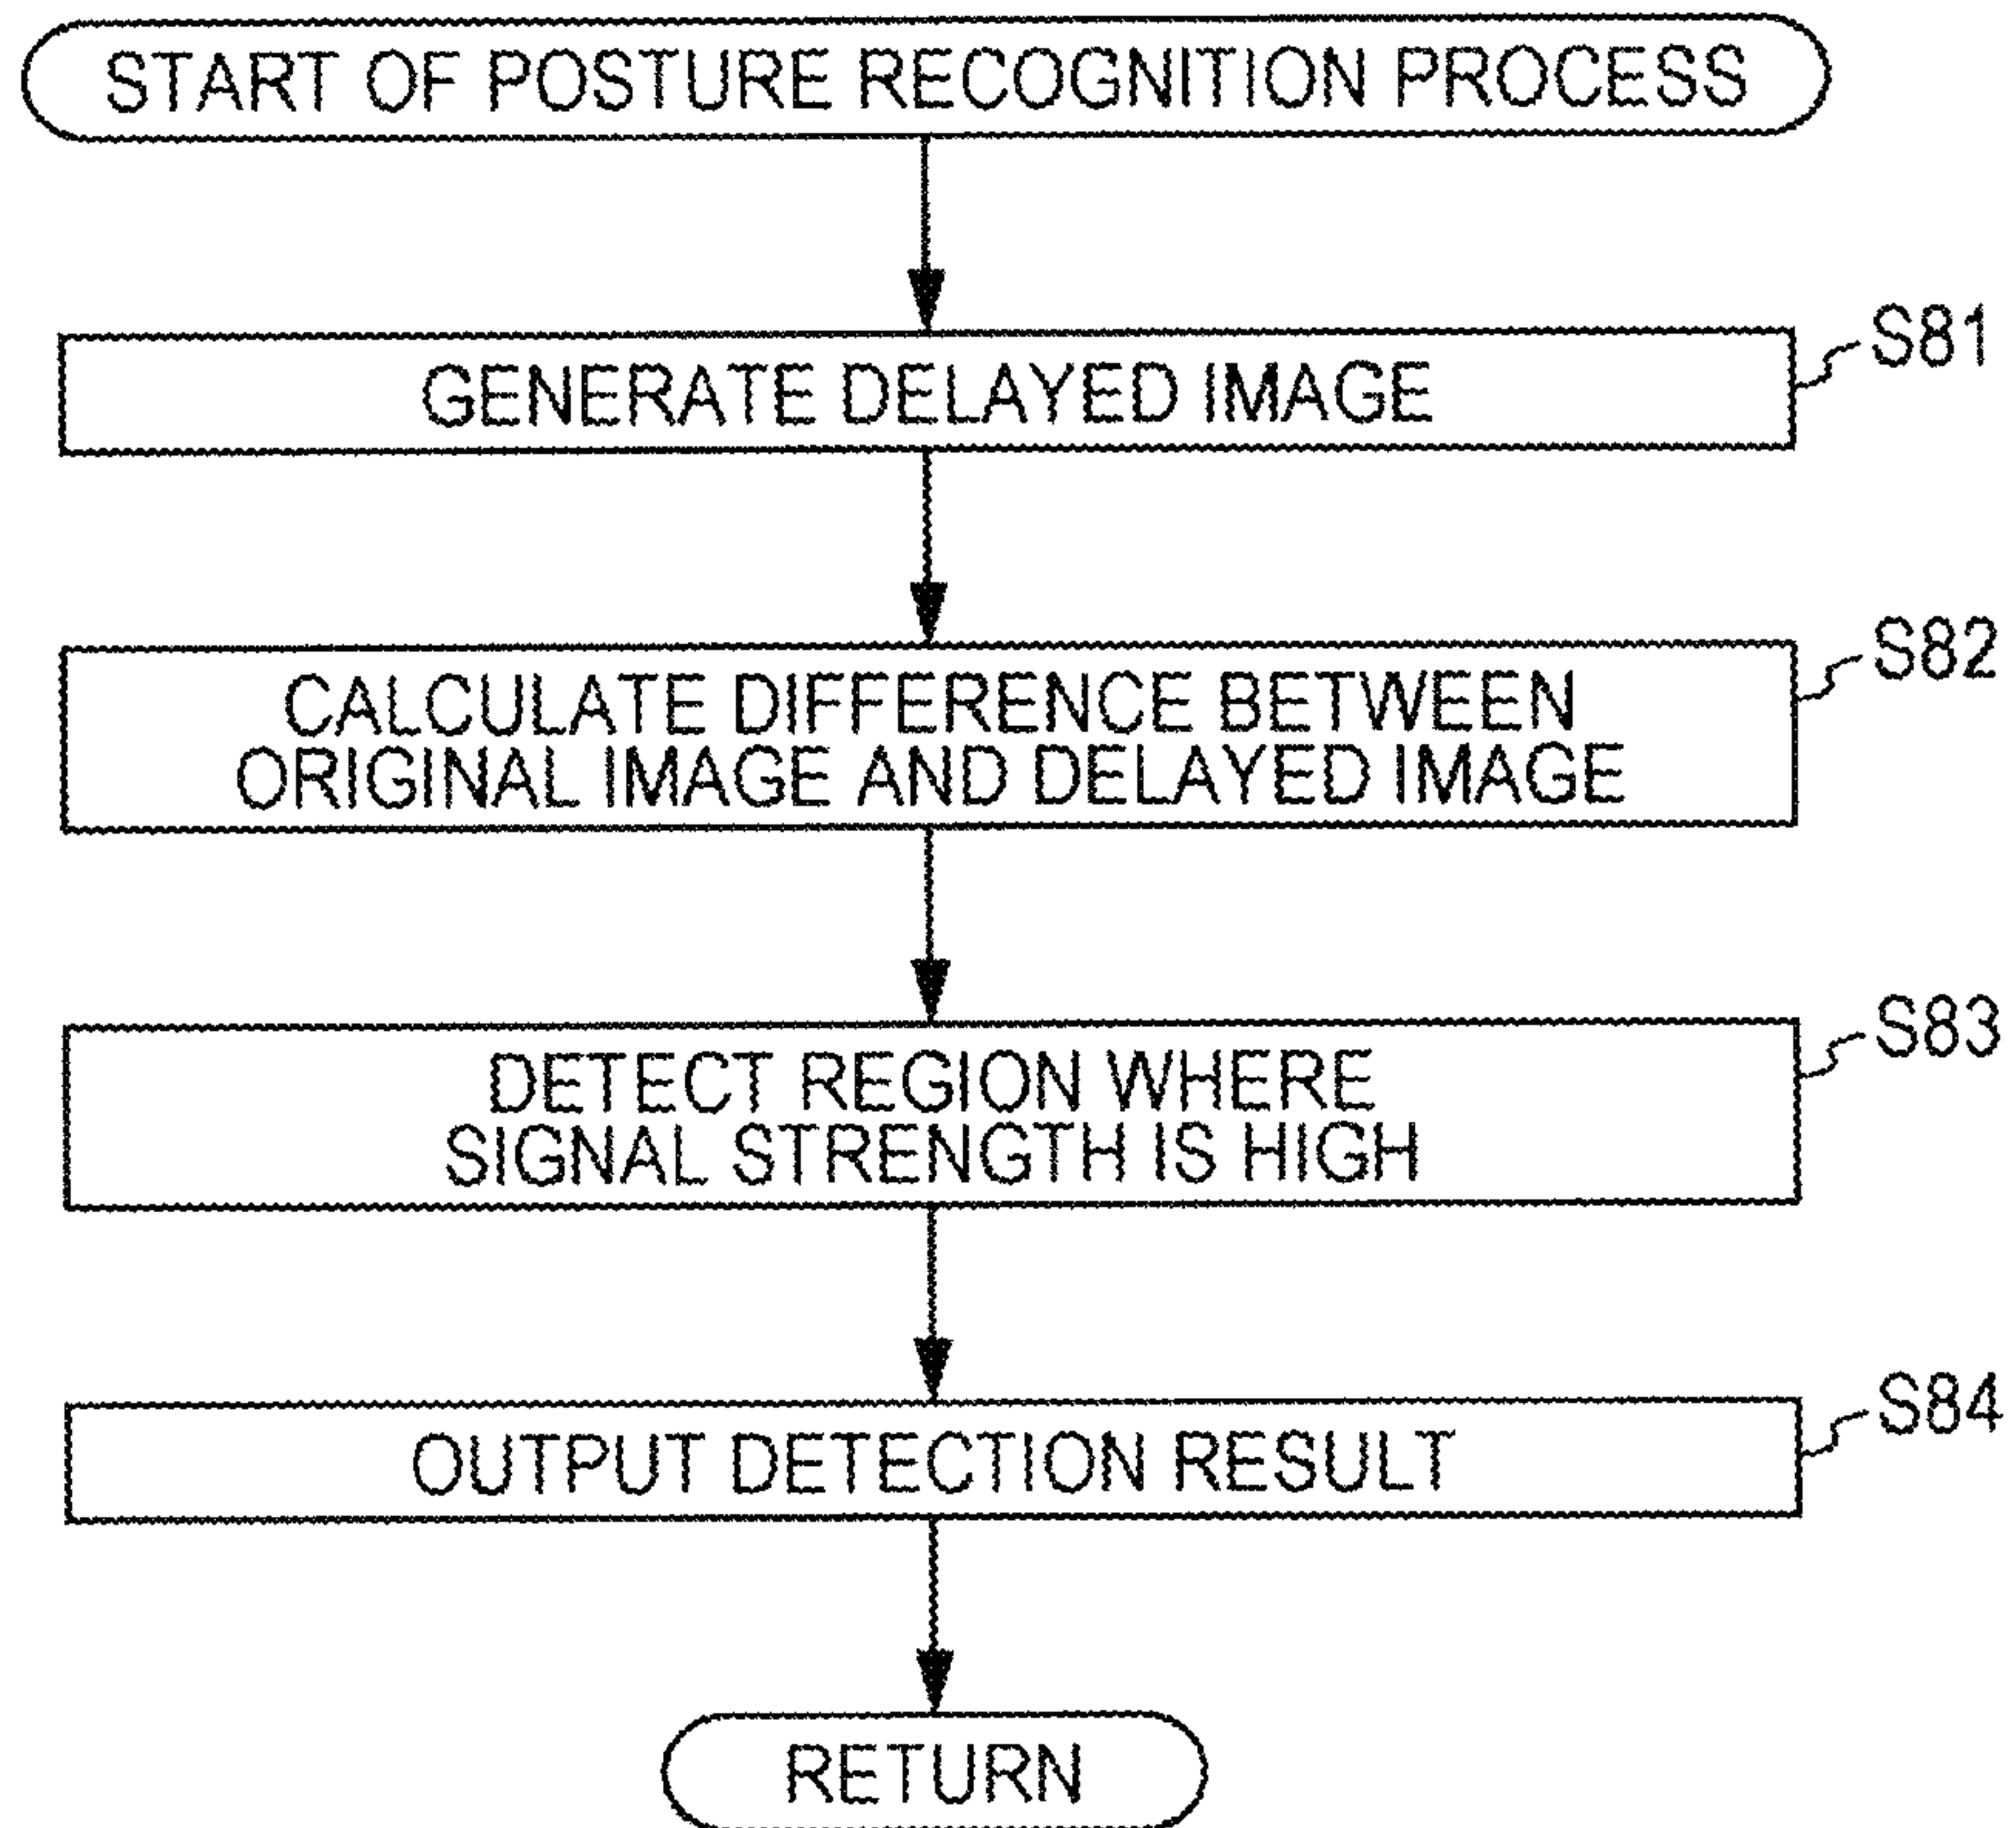 START OF POSTURE RECOGNITION PROCESS
S81
GENERATE DELAYED IMAGE
S82
CALCULATE DIFFERENCE BETWEEN
ORIGINAL IMAGE AND DELAYED IMAGE
S83
DETECT REGION WHERE
SIGNAL STRENGTH IS HIGH
S84
OUTPUT DETECTION RESULT
RETURN